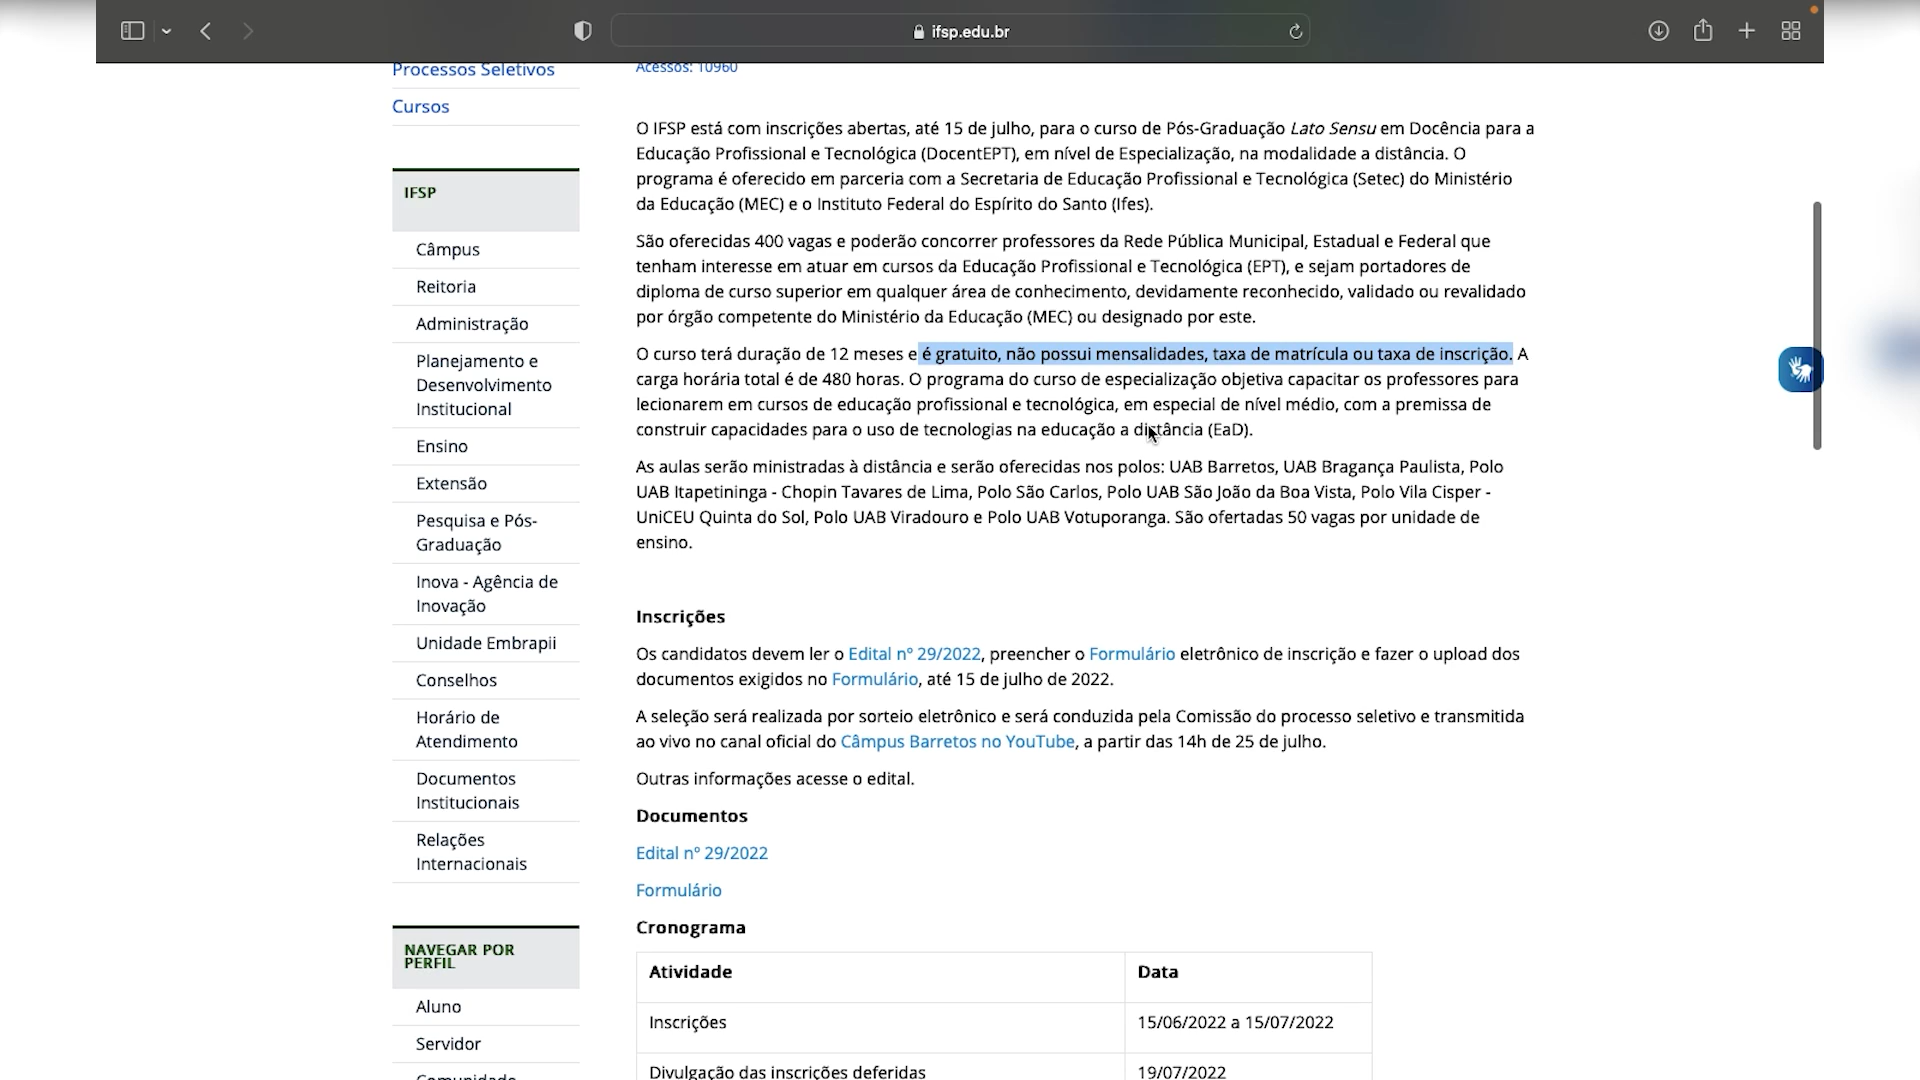 ifsp.edu.br
Processos Seletivos
Cursos
IFSP
Câmpus
Reitoria
Administração
Planejamento e
Desenvolvimento
Institucional
Ensino
Extensão
Pesquisa e Pós-
Graduação
Inova - Agência de
Inovação
Unidade Embrapii
Conselhos
Horário de
Atendimento
Documentos
Institucionais
Relações
Internacionais
NAVEGAR POR
PERFIL
Aluno
Servidor
Comunidade
Acessos: 10960
O IFSP está com inscrições abertas, até 15 de julho, para o curso de Pós-Graduação Lato Sensu em Docência para a
Educação Profissional e Tecnológica (DocentEPT), em nível de Especialização, na modalidade a distância. O
programa é oferecido em parceria com a Secretaria de Educação Profissional e Tecnológica (Setec) do Ministério
da Educação (MEC) e o Instituto Federal do Espírito do Santo (Ifes).
São oferecidas 400 vagas e poderão concorrer professores da Rede Pública Municipal, Estadual e Federal que
tenham interesse em atuar em cursos da Educação Profissional e Tecnológica (EPT), e sejam portadores de
diploma de curso superior em qualquer área de conhecimento, devidamente reconhecido, validado ou revalidado
por órgão competente do Ministério da Educação (MEC) ou designado por este.
O curso terá duração de 12 meses e é gratuito, não possui mensalidades, taxa de matrícula ou taxa de inscrição. A
carga horária total é de 480 horas. O programa do curso de especialização objetiva capacitar os professores para
lecionarem em cursos de educação profissional e tecnológica, em especial de nível médio, com a premissa de
construir capacidades para o uso de tecnologias na educação a distância (EaD).
As aulas serão ministradas à distância e serão oferecidas nos polos: UAB Barretos, UAB Bragança Paulista, Polo
UAB Itapetininga - Chopin Tavares de Lima, Polo São Carlos, Polo UAB São João da Boa Vista, Polo Vila Cisper -
UniCEU Quinta do Sol, Polo UAB Viradouro e Polo UAB Votuporanga. São ofertadas 50 vagas por unidade de
ensino.
Inscrições
Os candidatos devem ler o Edital nº 29/2022, preencher o Formulário eletrônico de inscrição e fazer o upload dos
documentos exigidos no Formulário, até 15 de julho de 2022.
A seleção será realizada por sorteio eletrônico e será conduzida pela Comissão do processo seletivo e transmitida
ao vivo no canal oficial do Câmpus Barretos no YouTube, a partir das 14h de 25 de julho.
Outras informações acesse o edital.
Documentos
Edital nº 29/2022
Formulário
Cronograma
Atividade Data
Inscrições 15/06/2022 a 15/07/2022
Divulgação das inscrições deferidas 19/07/2022